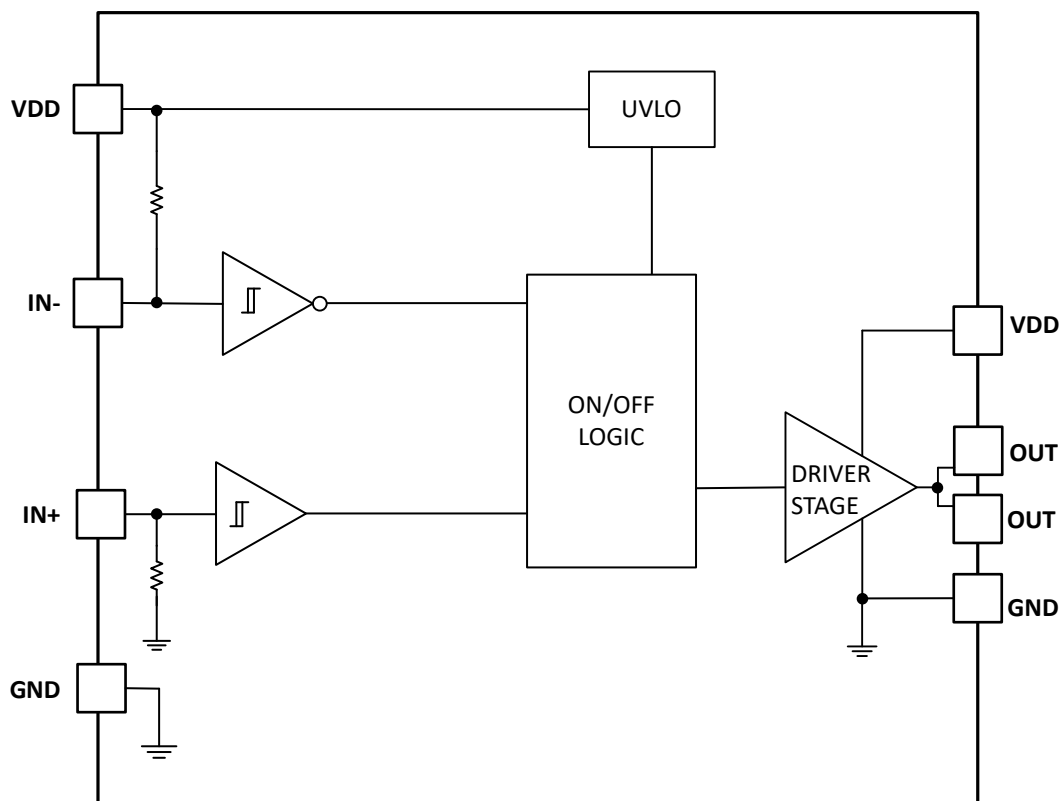 VDD
UVLO
IN-
VDD
ON/OFF
LOGIC
OUT
DRIVER
STAGE
IN+
OUT
GND
GND